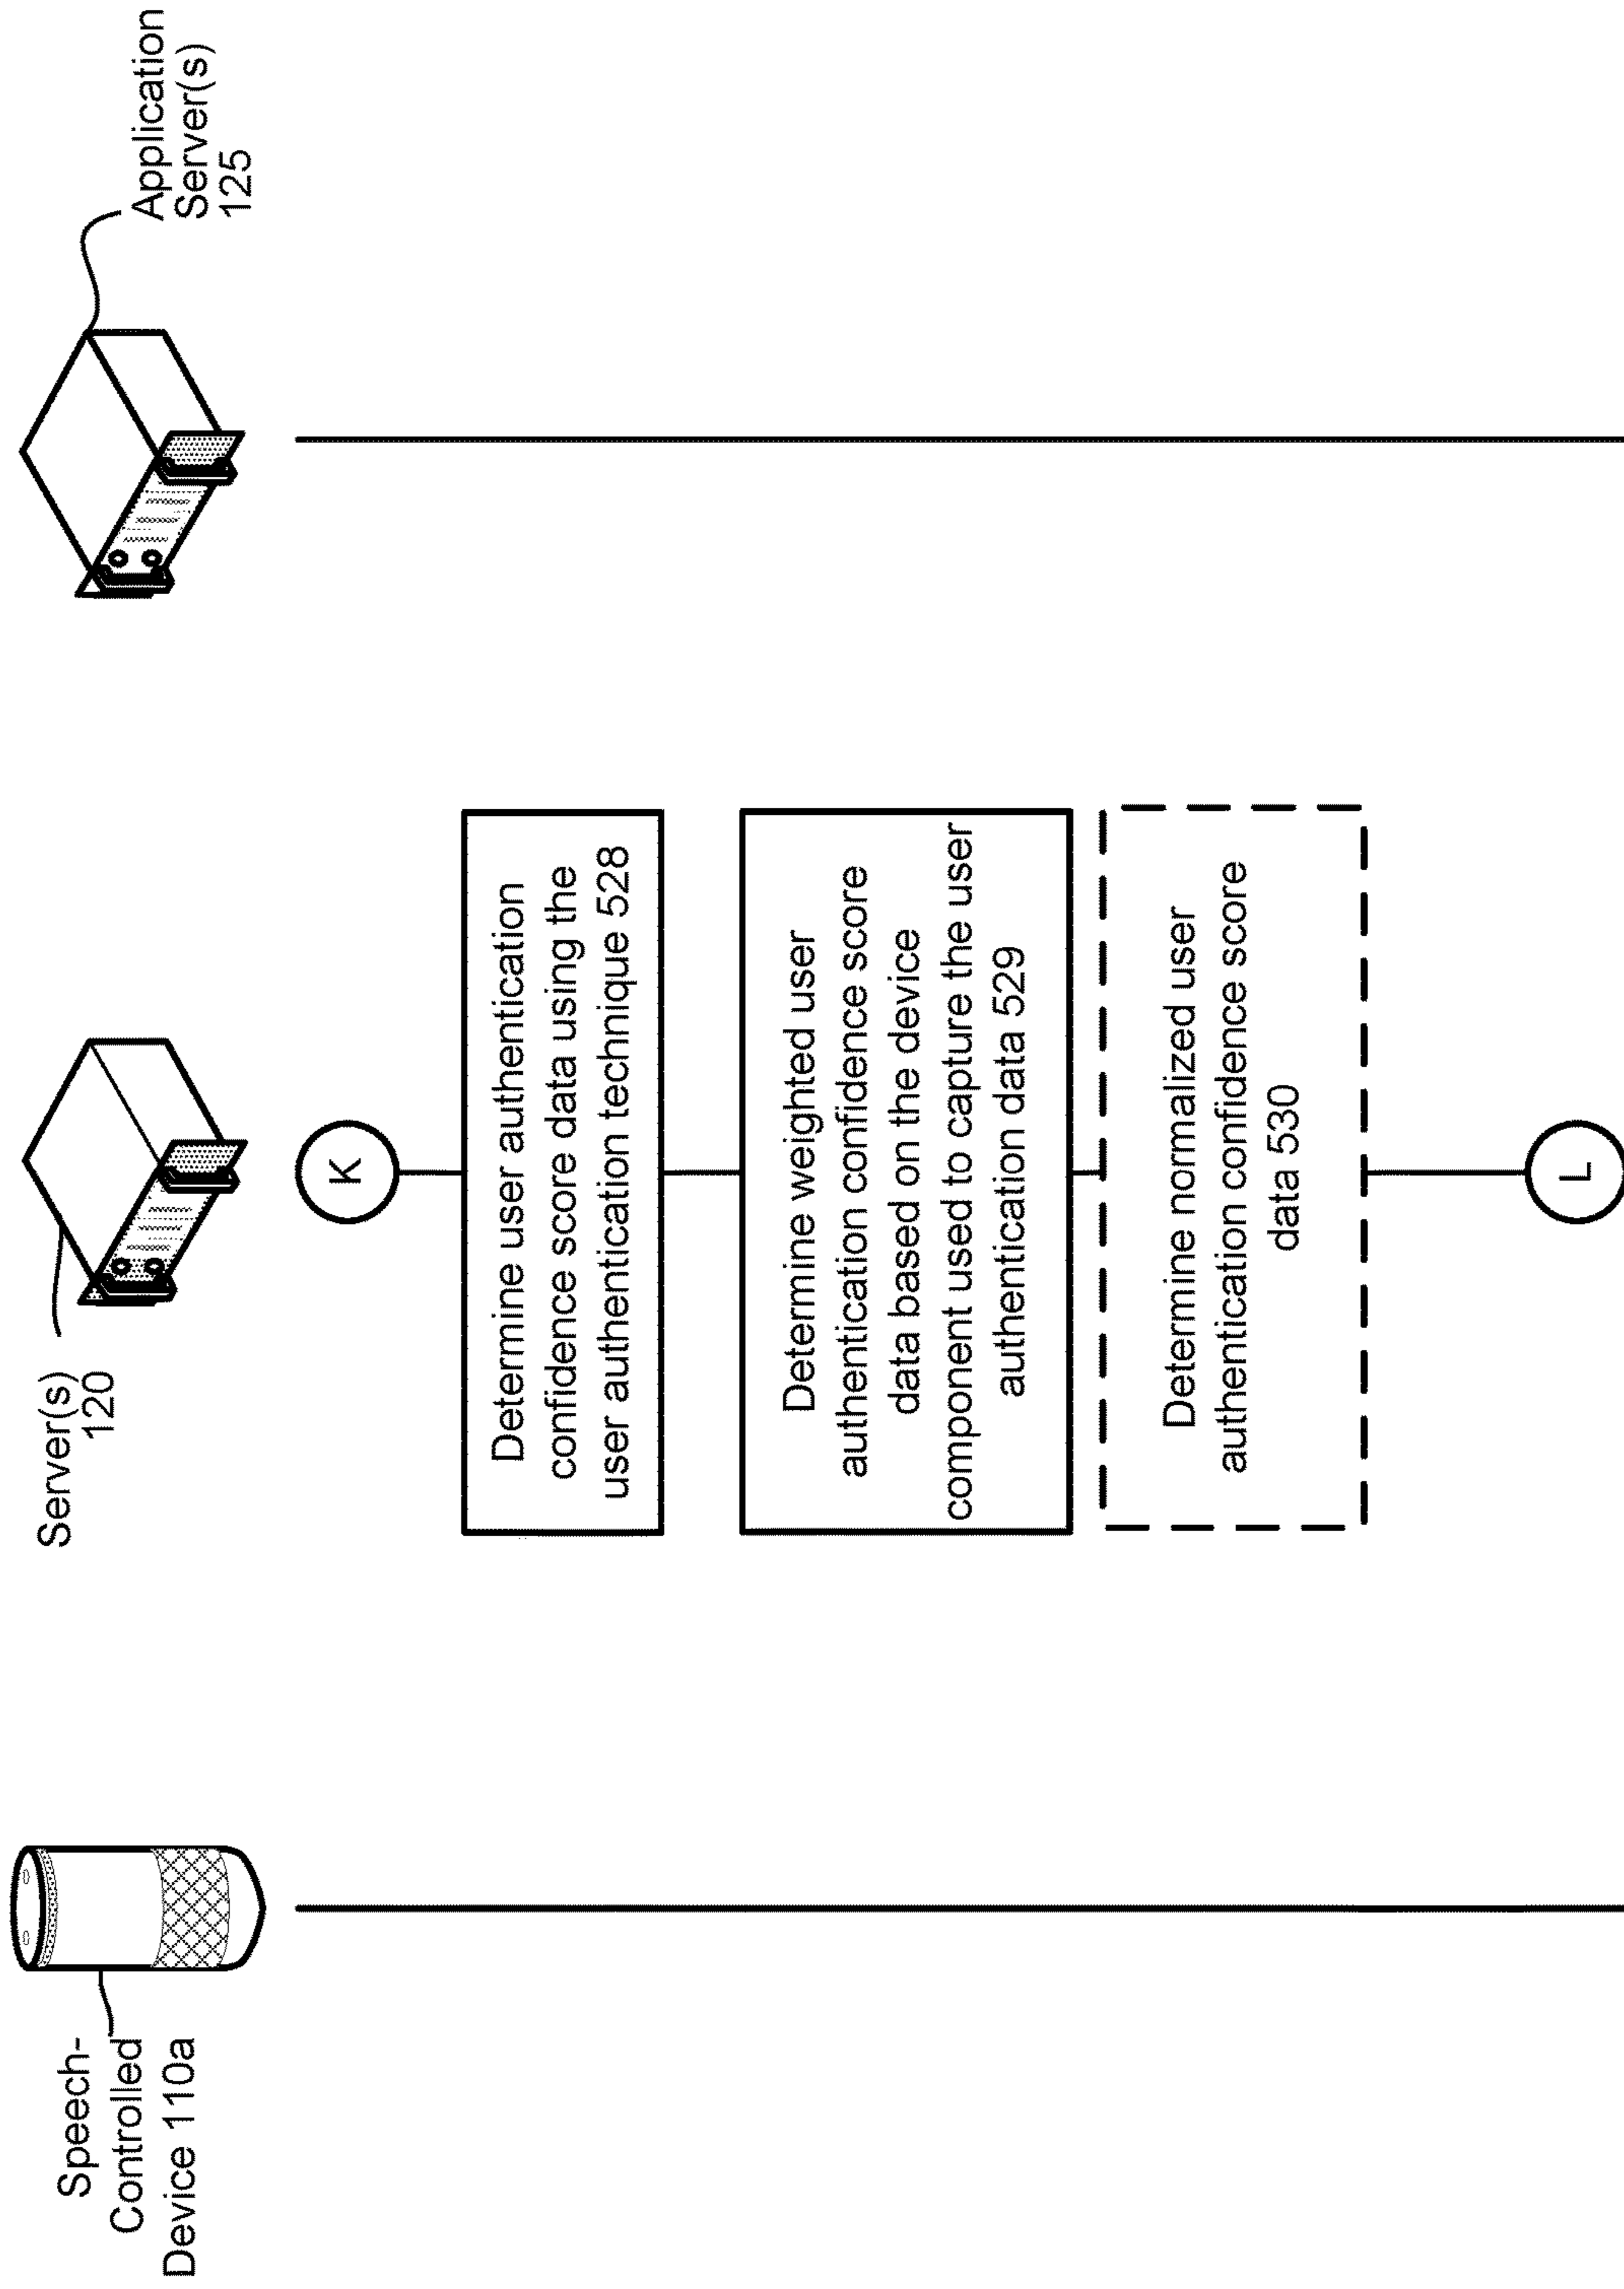 Speech-
Controlled
Device 110a
Server(s)
120
Application
Server(s)
125
K
Determine user authentication
confidence score data using the
user authentication technique 528
Determine weighted user
authentication confidence score
data based on the device
component used to capture the user
authentication data 529
Determine normalized user
authentication confidence score
data 530
L